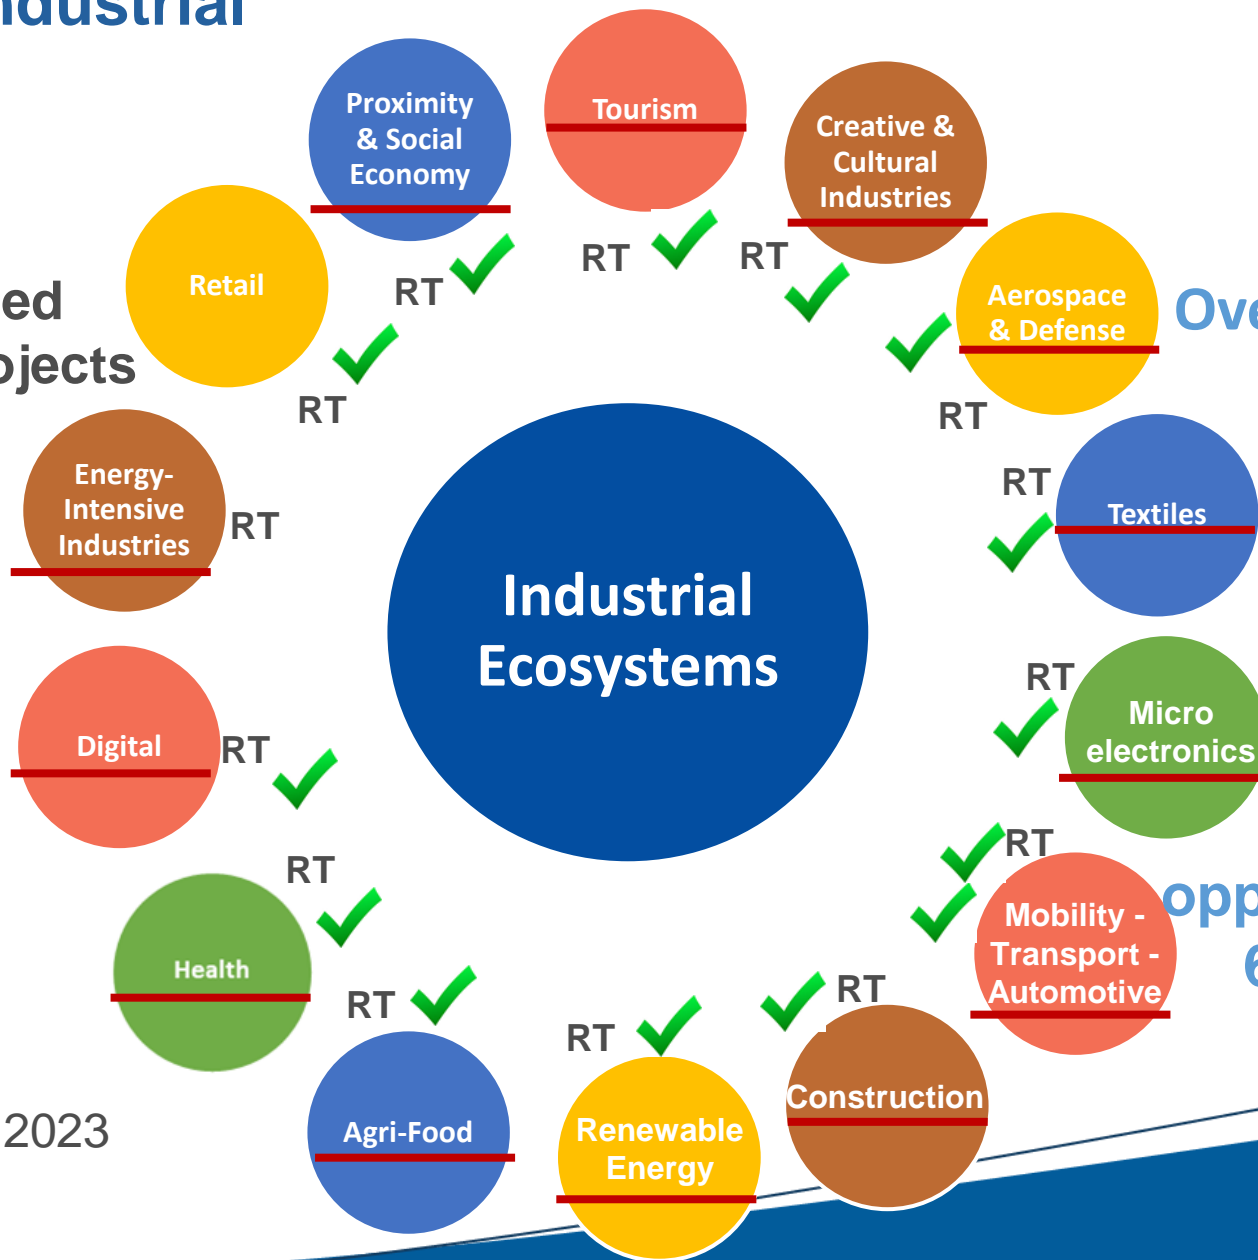 ndustrial
Proximity
& Social
Economy
Tourism
Creative &
Cultural
Industries
Retail
RT
RT
RT
RT
Aerospace
& Defense
Ove
ed
ojects
RT
RT
Energy-
Intensive
Industries
RT
Textiles
Industrial
Ecosystems
Digital
RT
RT
Micro
electronics
RT
RT
Mobility -
Transport -
Automotive
opp
6
Health
RT
RT
RT
Agri-Food
Renewable
Energy
Construction
2023